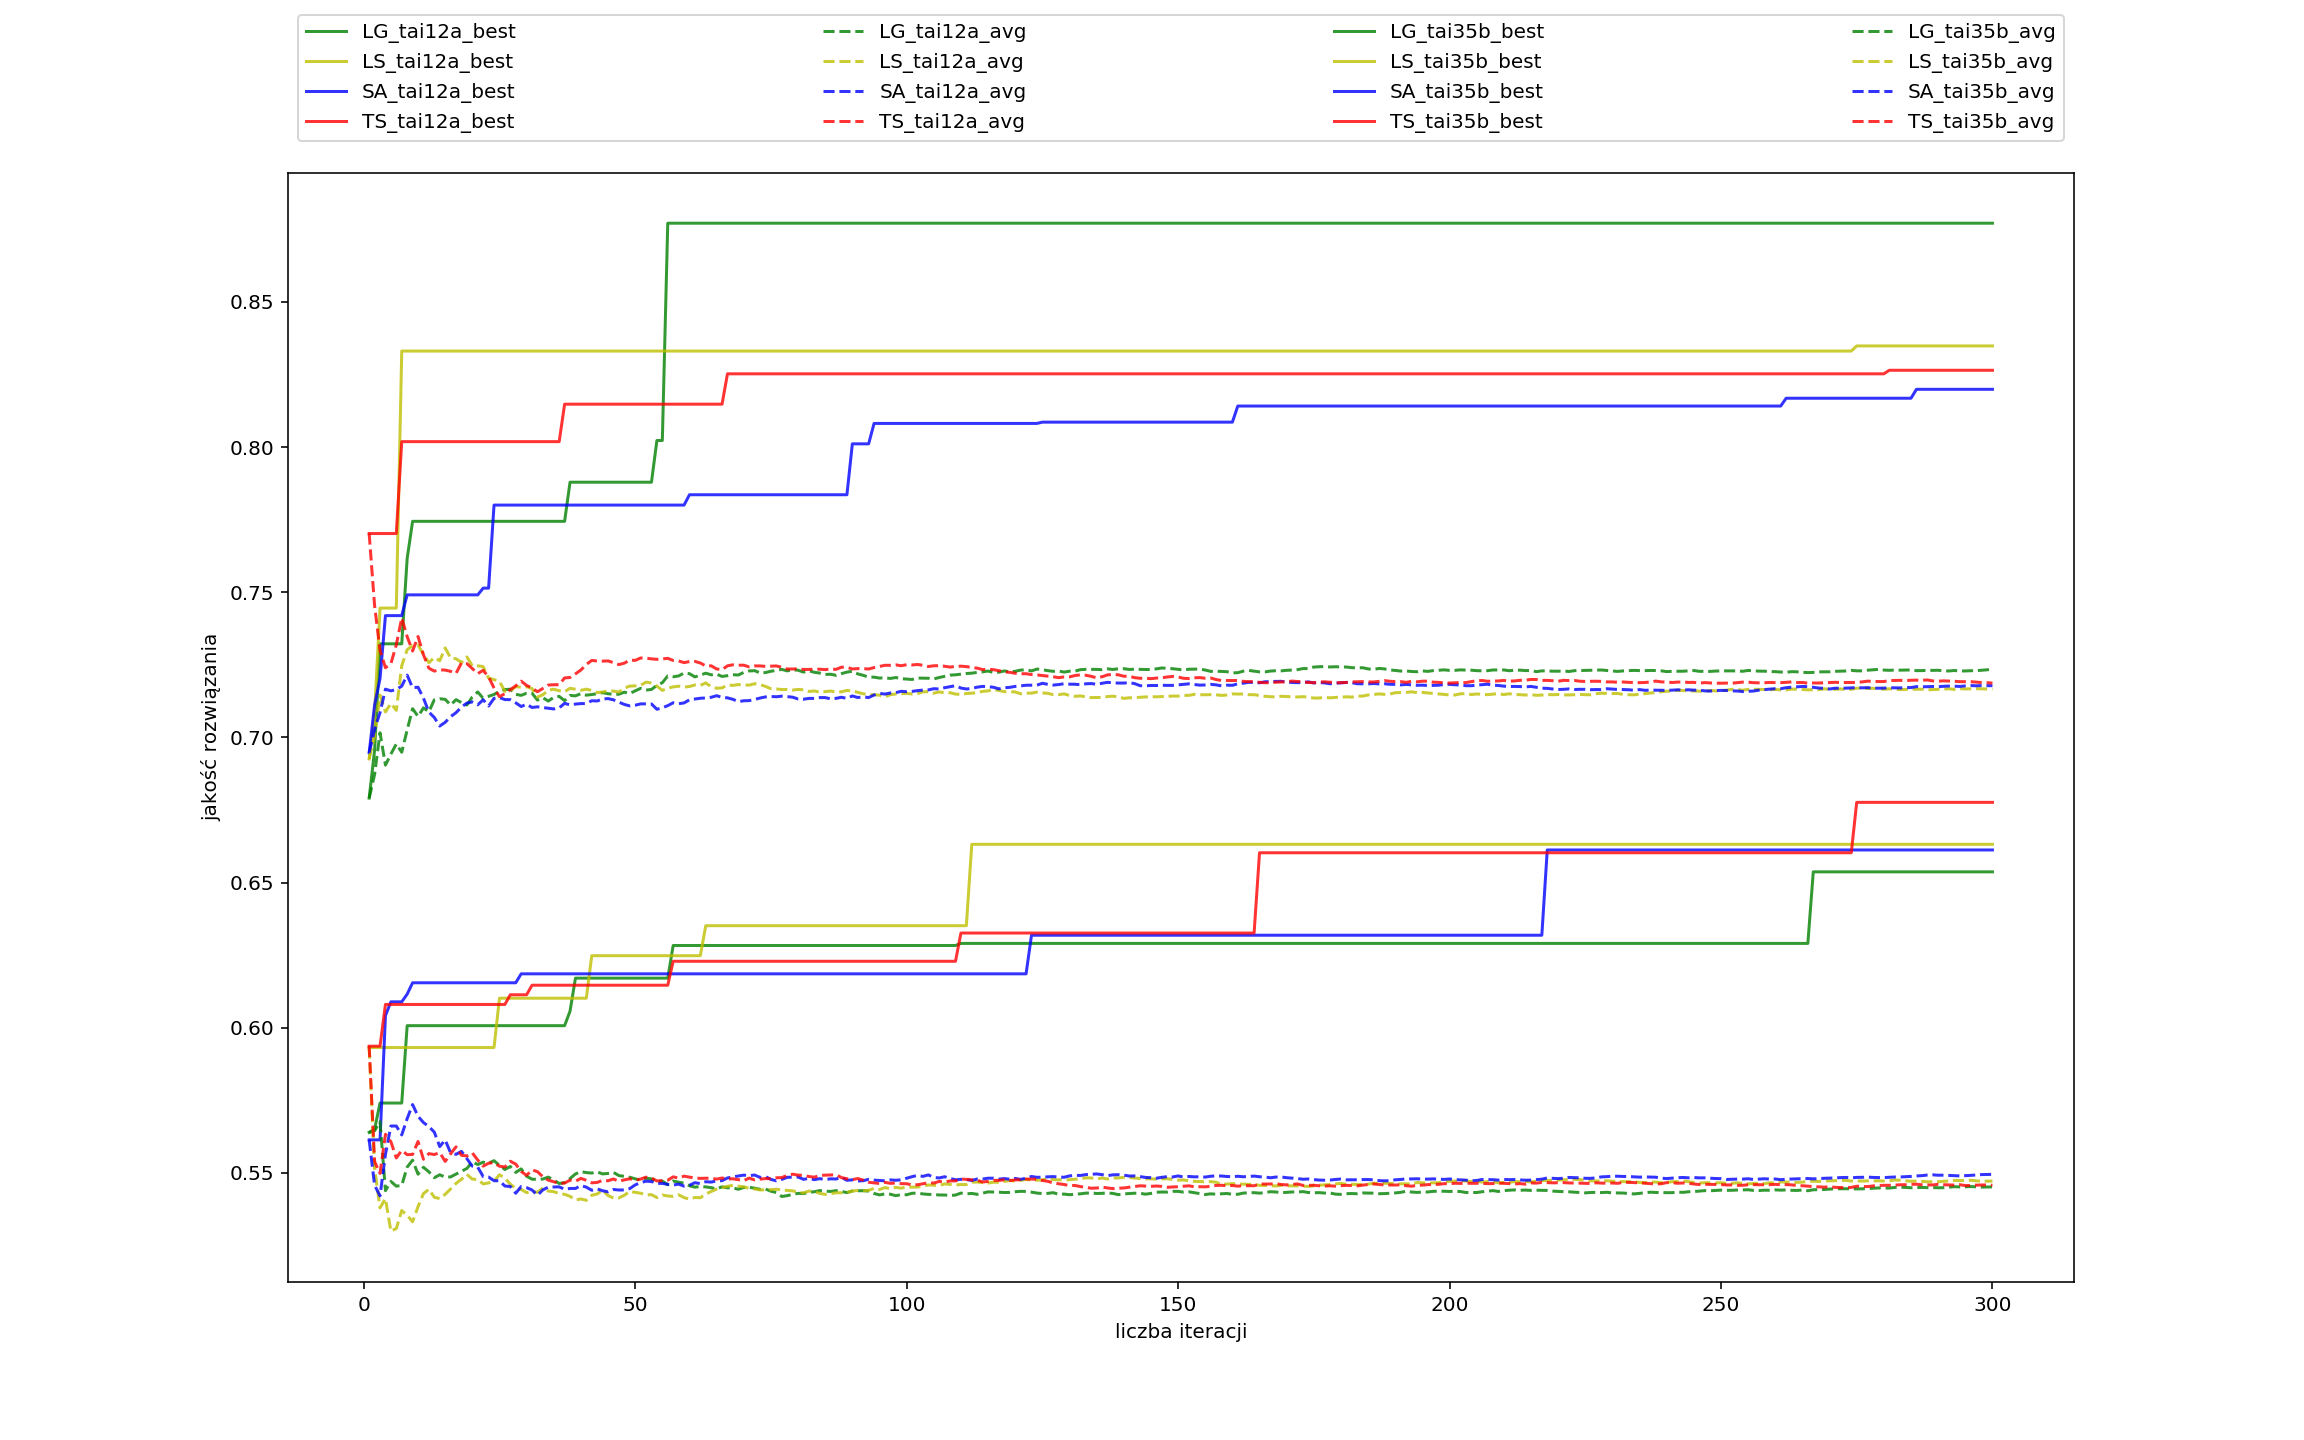 LG_tai12a_best LG_tai12a_avg LG_tai35b_best LG_tai35b_avg
LS_tai12a_best LS_tai12a_avg LS_tai35b_best LS_tai35b_avg
SA_tai12a_best SA_tai12a_avg SA_tai35b_best SA_tai35b_avg
TS_tai12a_best TS_tai12a_avg TS_tai35b_best TS_tai35b_avg
jakość rozwiązania
0.85
0.80
0.75
0.70
0.65
0.60
0.55
0 50 100 150 200 250 300
liczba iteracji